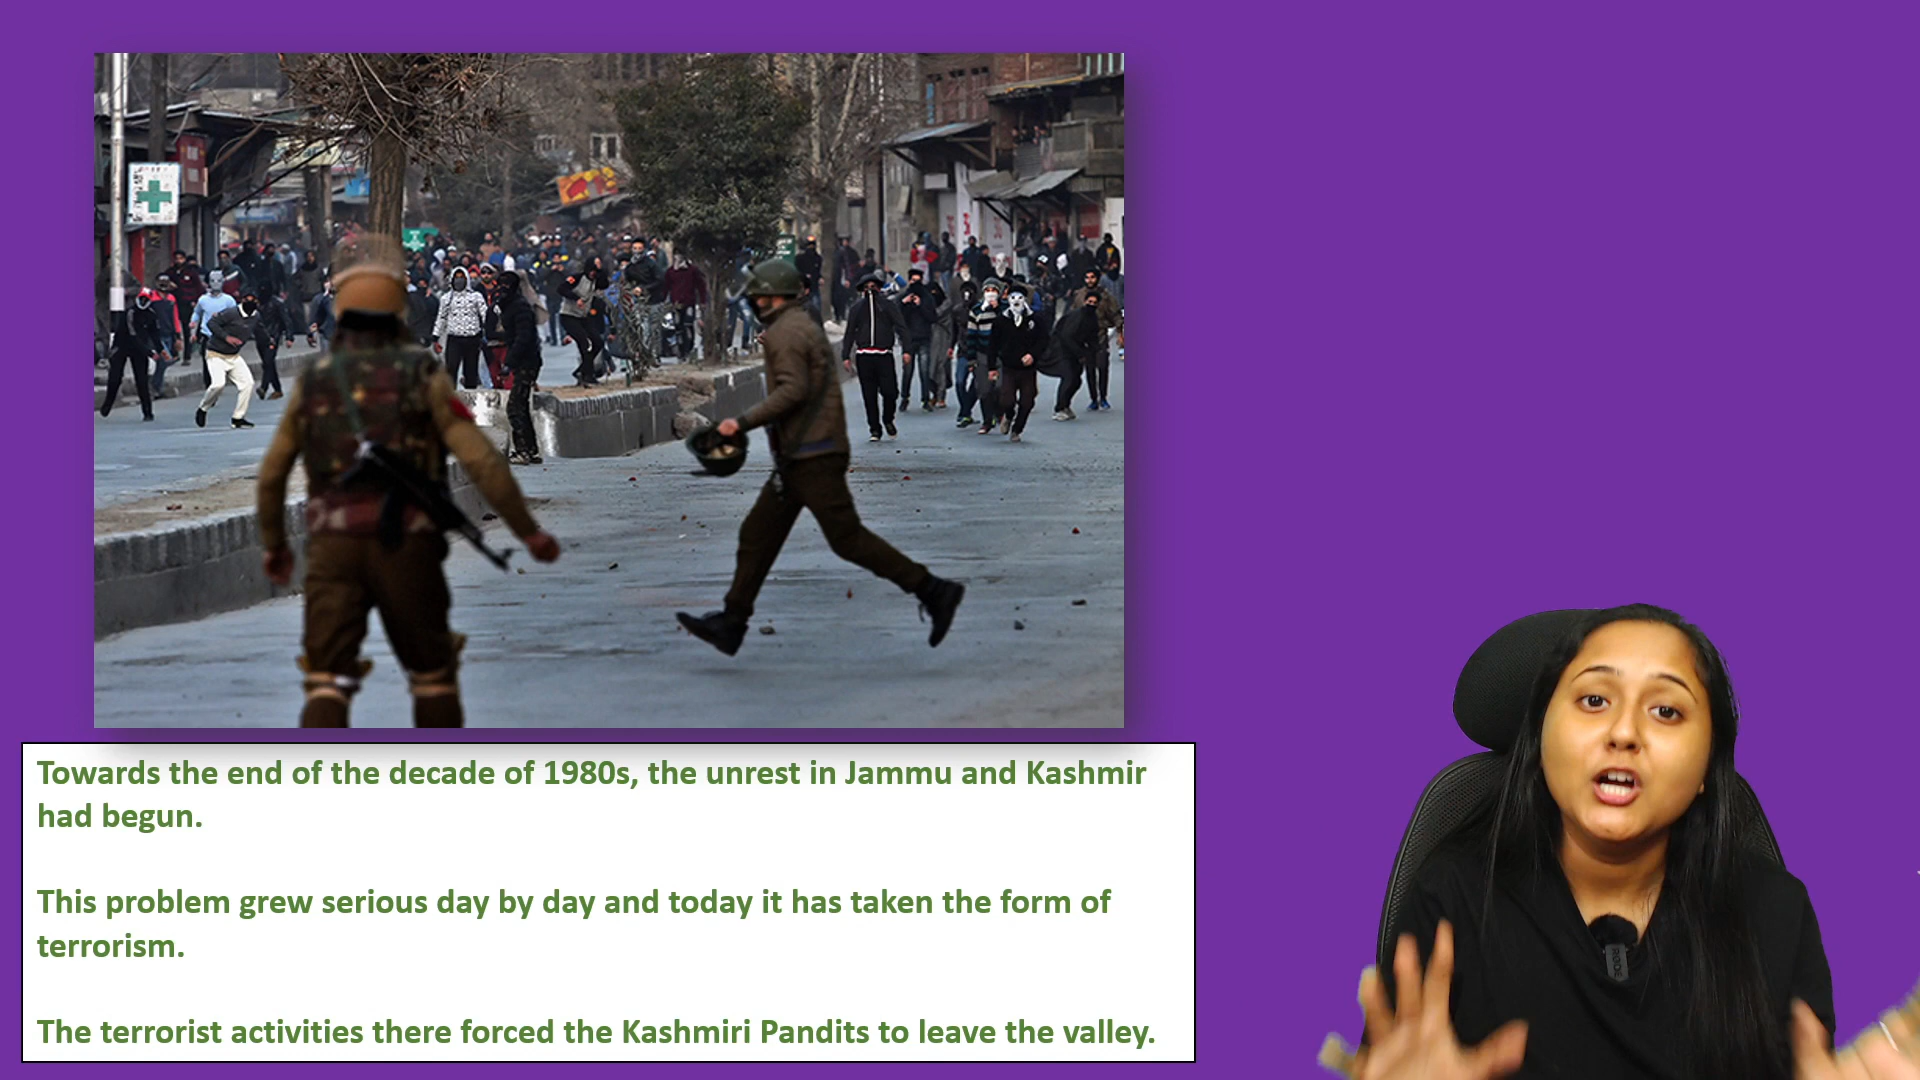 Towards the end of the decade of 1980s, the unrest in Jammu and Kashmir
had begun.
This problem grew serious day by day and today it has taken the form of
terrorism.
The terrorist activities there forced the Kashmiri Pandits to leave the valley.
RODE